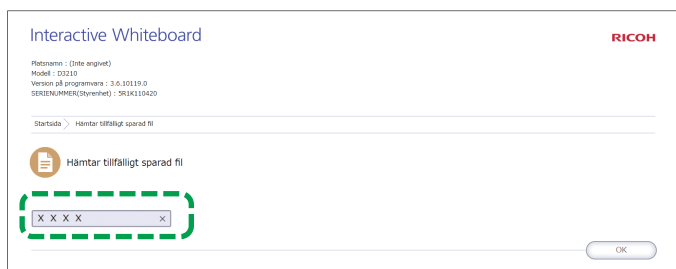 Interactive Whiteboard
RICOH
Platsnamn : (Inte angivet)
Modell : D3210
Version på programvara : 3.6.10119.0
SERIENUMMER(Styrenhet) : 5R1K110420
Startsida > Hämtar tillfälligt sparad fil
Hämtar tillfälligt sparad fil
X X X X ×
OK